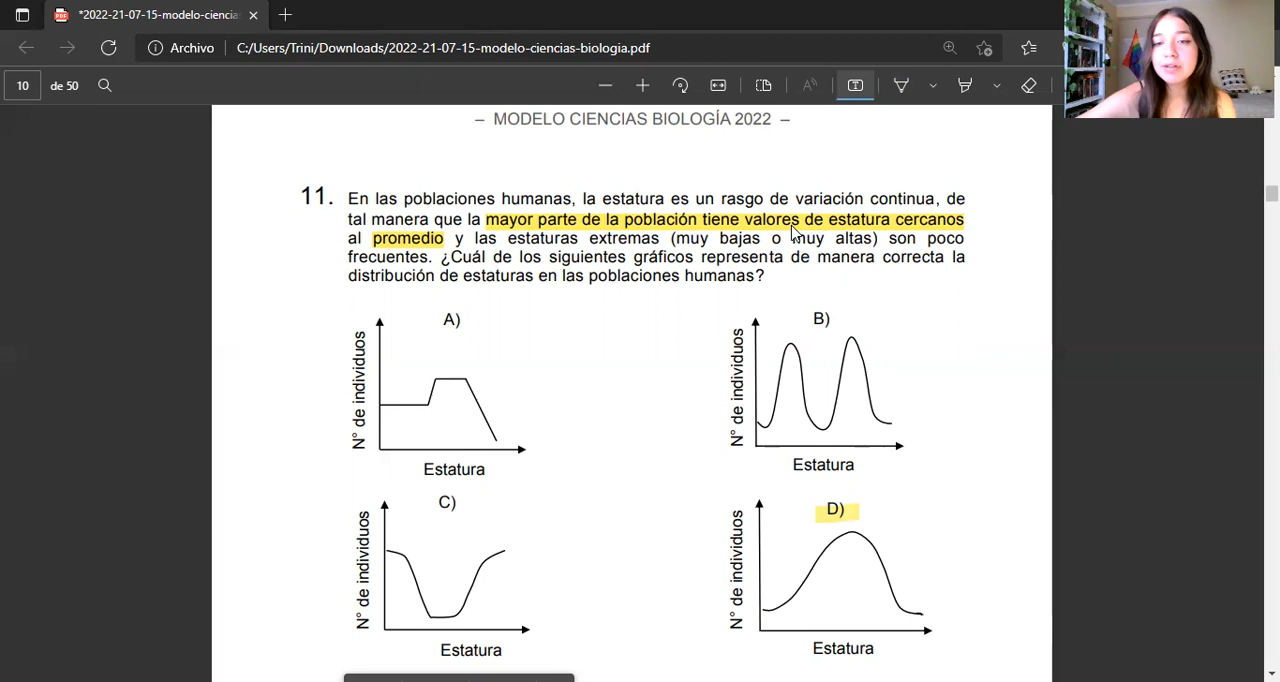 *2022-21-07-15-modelo-ciencias
Archivo
C:/Users/Trini/Downloads/2022-21-07-15-modelo-ciencias-biologia.pdf
10
de 50
– MODELO CIENCIAS BIOLOGÍA 2022 –
11. En las poblaciones humanas, la estatura es un rasgo de variación continua, de
tal manera que la mayor parte de la población tiene valores de estatura cercanos
al promedio y las estaturas extremas (muy bajas o muy altas) son poco
frecuentes. ¿Cuál de los siguientes gráficos representa de manera correcta la
distribución de estaturas en las poblaciones humanas?
A)
N° de individuos
Estatura
B)
N° de individuos
Estatura
C)
N° de individuos
Estatura
D)
N° de individuos
Estatura